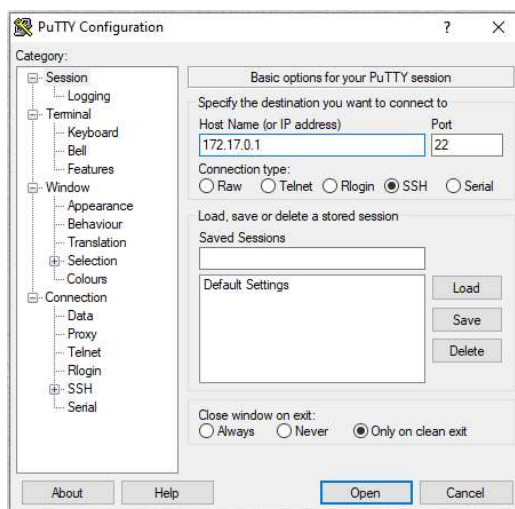 PuTTY Configuration
? X
Category:
Session
Logging
Terminal
Keyboard
Bell
Features
Window
Appearance
Behaviour
Translation
Selection
Colours
Connection
Data
Proxy
Telnet
Rlogin
SSH
Serial
Basic options for your PuTTY session
Specify the destination you want to connect to
Host Name (or IP address) Port
172.17.0.1 22
Connection type:
Raw Telnet Rlogin SSH Serial
Load, save or delete a stored session
Saved Sessions
Default Settings
Load
Save
Delete
Close window on exit:
Always Never Only on clean exit
About Help Open Cancel